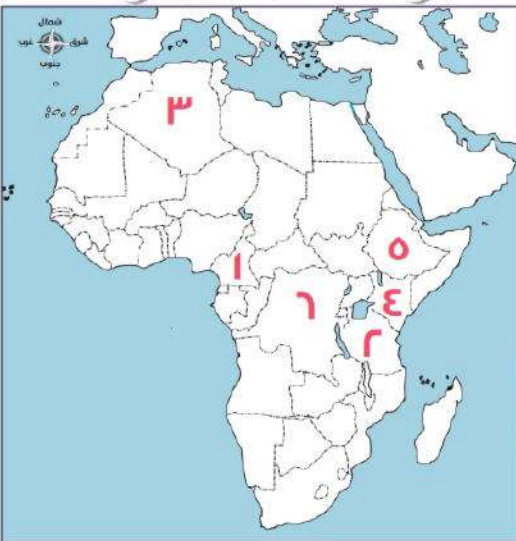 شمال
شرق
غرب
جنوب
٣
٥
١
٤
٦
٢